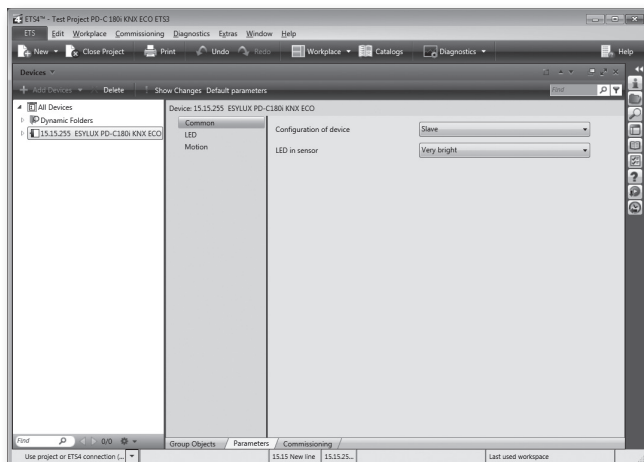 ETS4™ - Test Project PD-C 180i KNX ECO ETS3
ETS Edit Workplace Commissioning Diagnostics Extras Window Help
New Close Project Print Undo Redo Workplace Catalogs Diagnostics Help
Devices
Add Devices Delete Show Changes Default parameters Find
All Devices
Dynamic Folders
15.15.255 ESYLUX PD-C180i KNX ECO
Device: 15.15.255 ESYLUX PD-C180i KNX ECO
Common
LED
Motion
Configuration of device Slave
LED in sensor Very bright
Find 0/0
Group Objects Parameters Commissioning
Use project or ETS4 connection (... 15.15 New line 15.15.25... Last used workspace